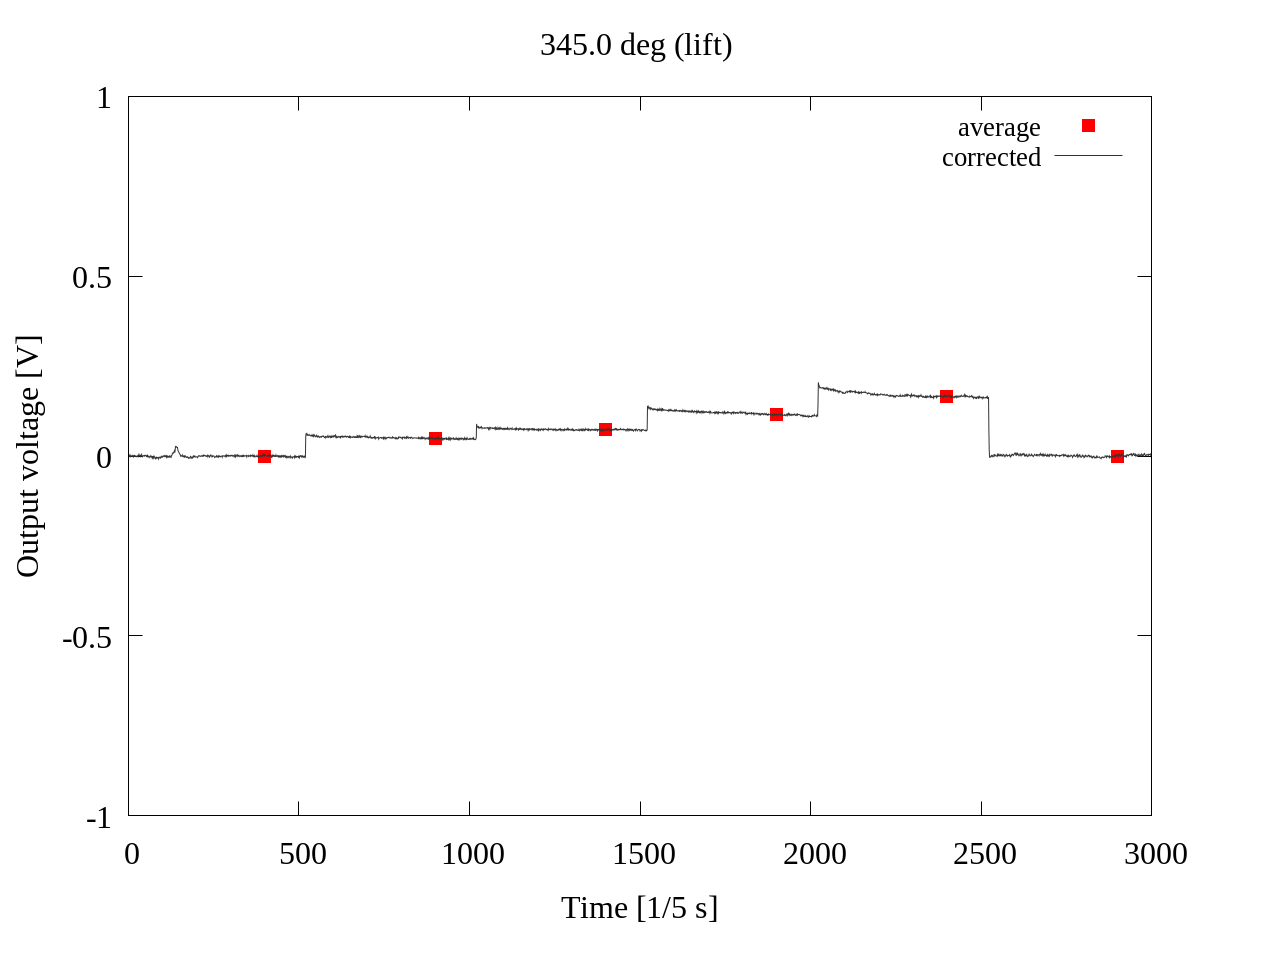 345.0 deg (lift)
average
corrected
1
0.5
0
-0.5
-1
Output voltage [V]
0 500 1000 1500 2000 2500 3000
Time [1/5 s]